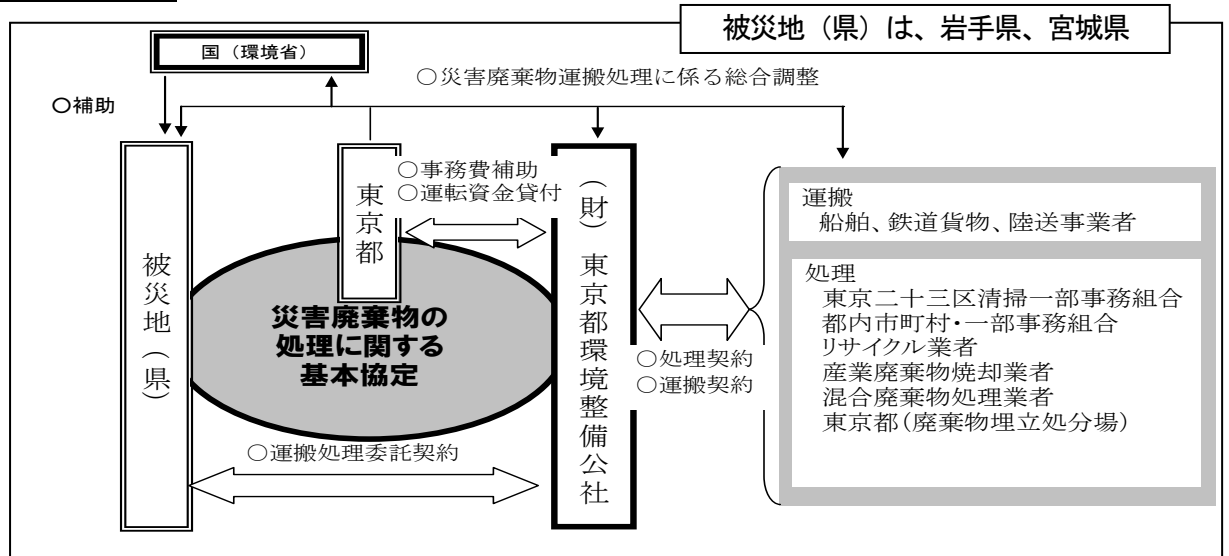 被災地（県）は、岩手県、宮城県
国（環境省）
○災害廃棄物運搬処理に係る総合調整
○補助
被災地（県）
東京都
○事務費補助
○運転資金貸付
（財）東京都環境整備公社
災害廃棄物の
処理に関する
基本協定
○運搬処理委託契約
○処理契約
○運搬契約
運搬
船舶、鉄道貨物、陸送事業者
処理
東京二十三区清掃一部事務組合
都内市町村・一部事務組合
リサイクル業者
産業廃棄物焼却業者
混合廃棄物処理業者
東京都（廃棄物埋立処分場）